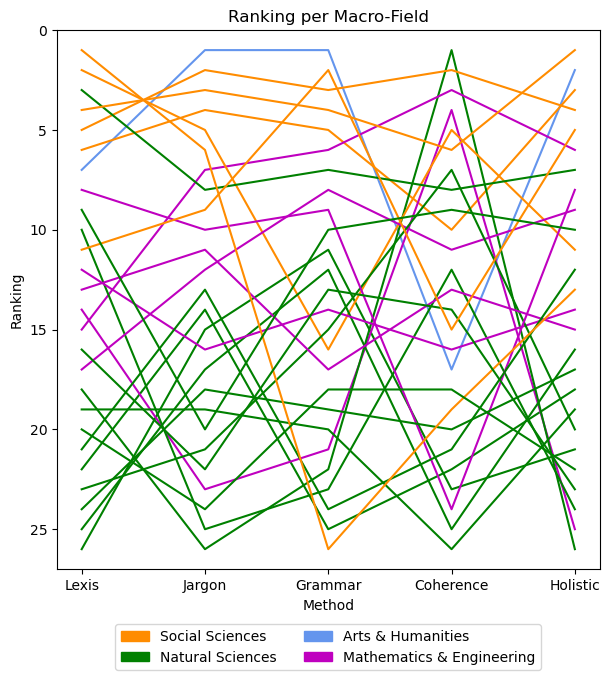 Ranking per Macro-Field
0
5
10
15
20
25
Ranking
Lexis Jargon Grammar Coherence Holistic
Method
Social Sciences Arts & Humanities
Natural Sciences Mathematics & Engineering